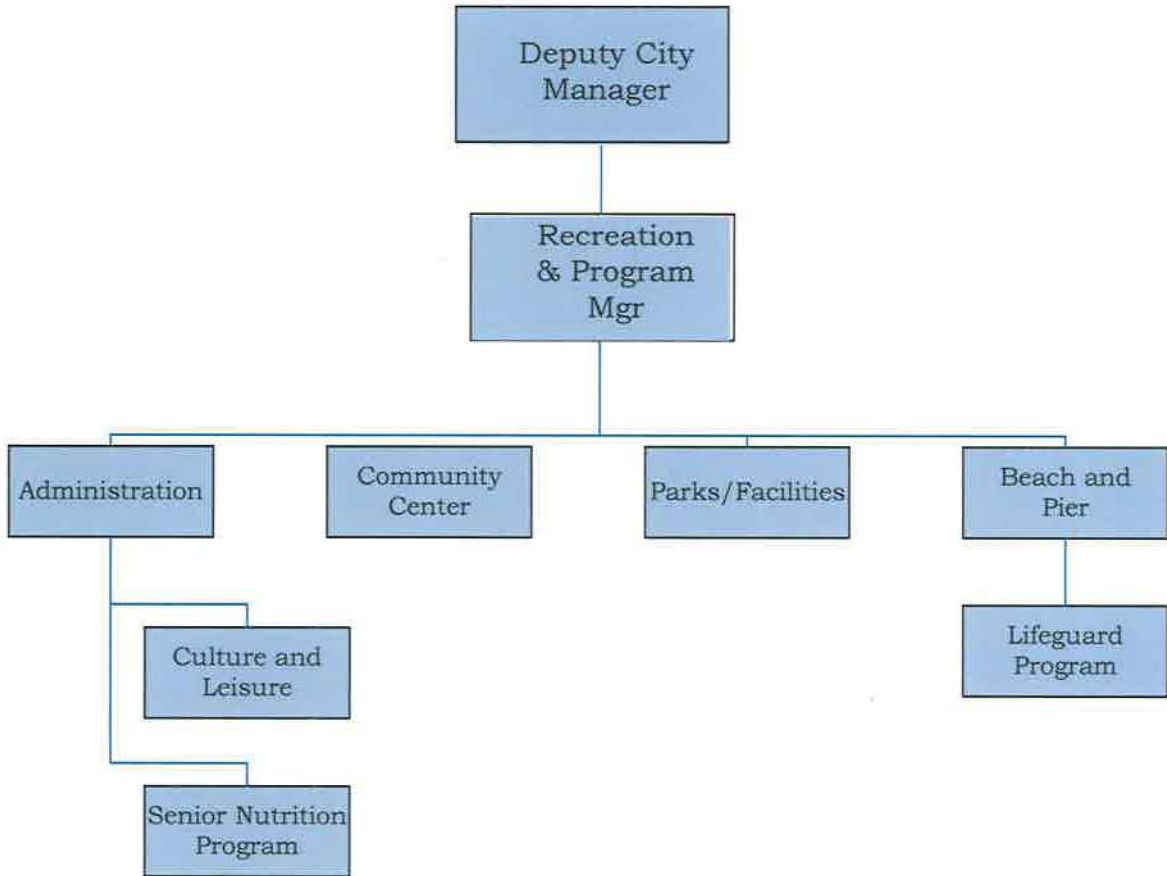 Deputy City
Manager
Recreation
& Program
Mgr
Administration
Community
Center
Parks/Facilities
Beach and
Pier
Culture and
Leisure
Lifeguard
Program
Senior Nutrition
Program